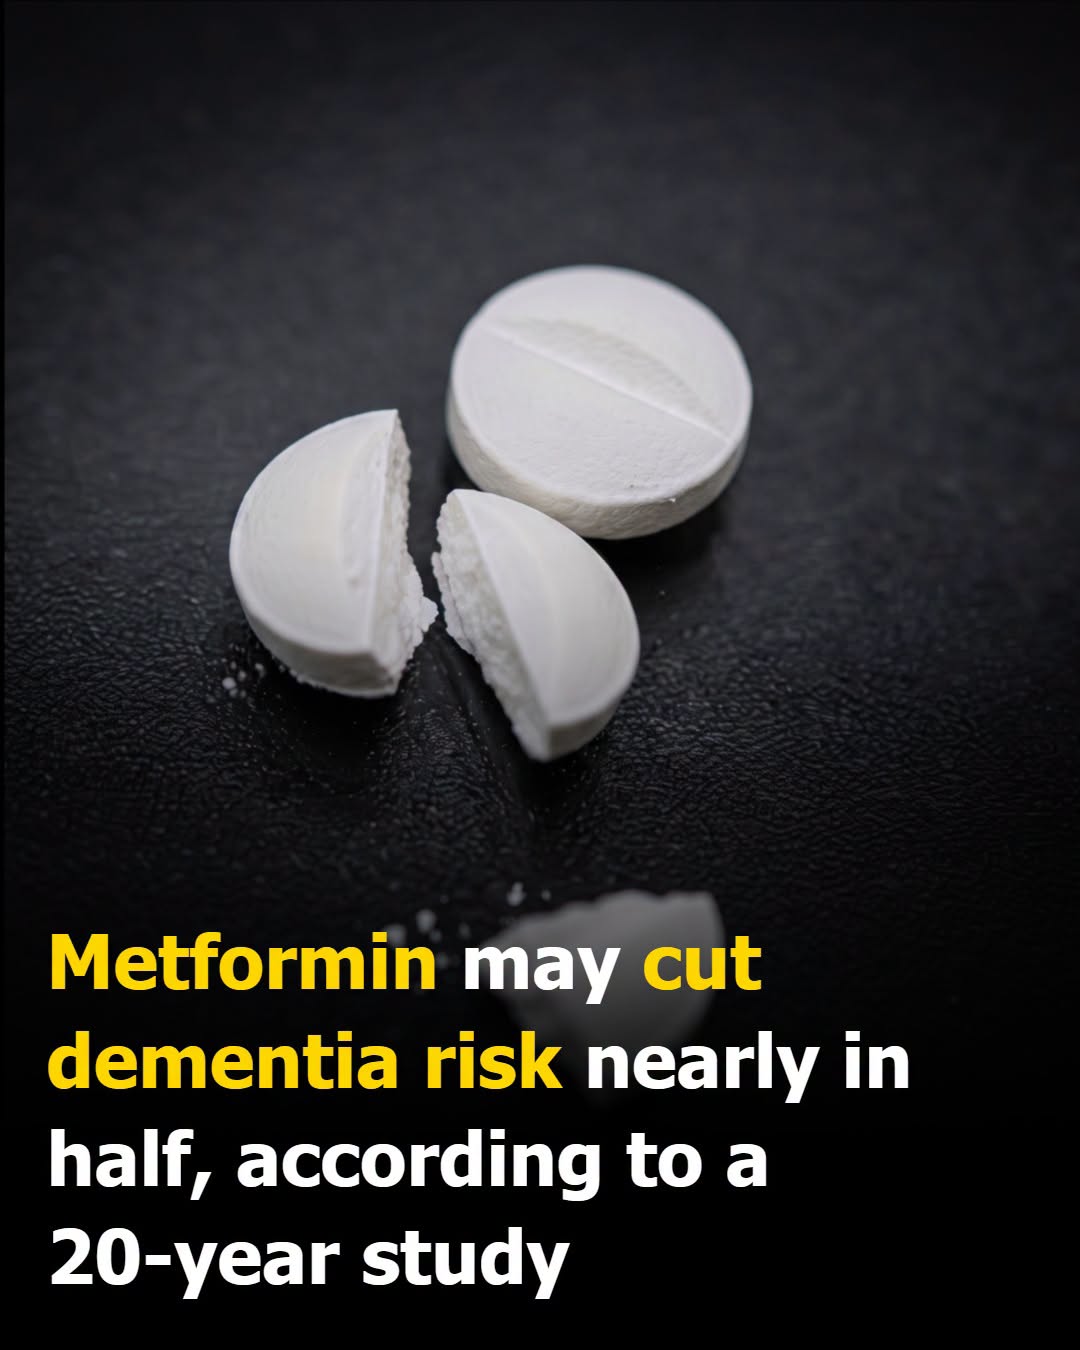 Metformin may cut
dementia risk nearly in
half, according to a
20-year study